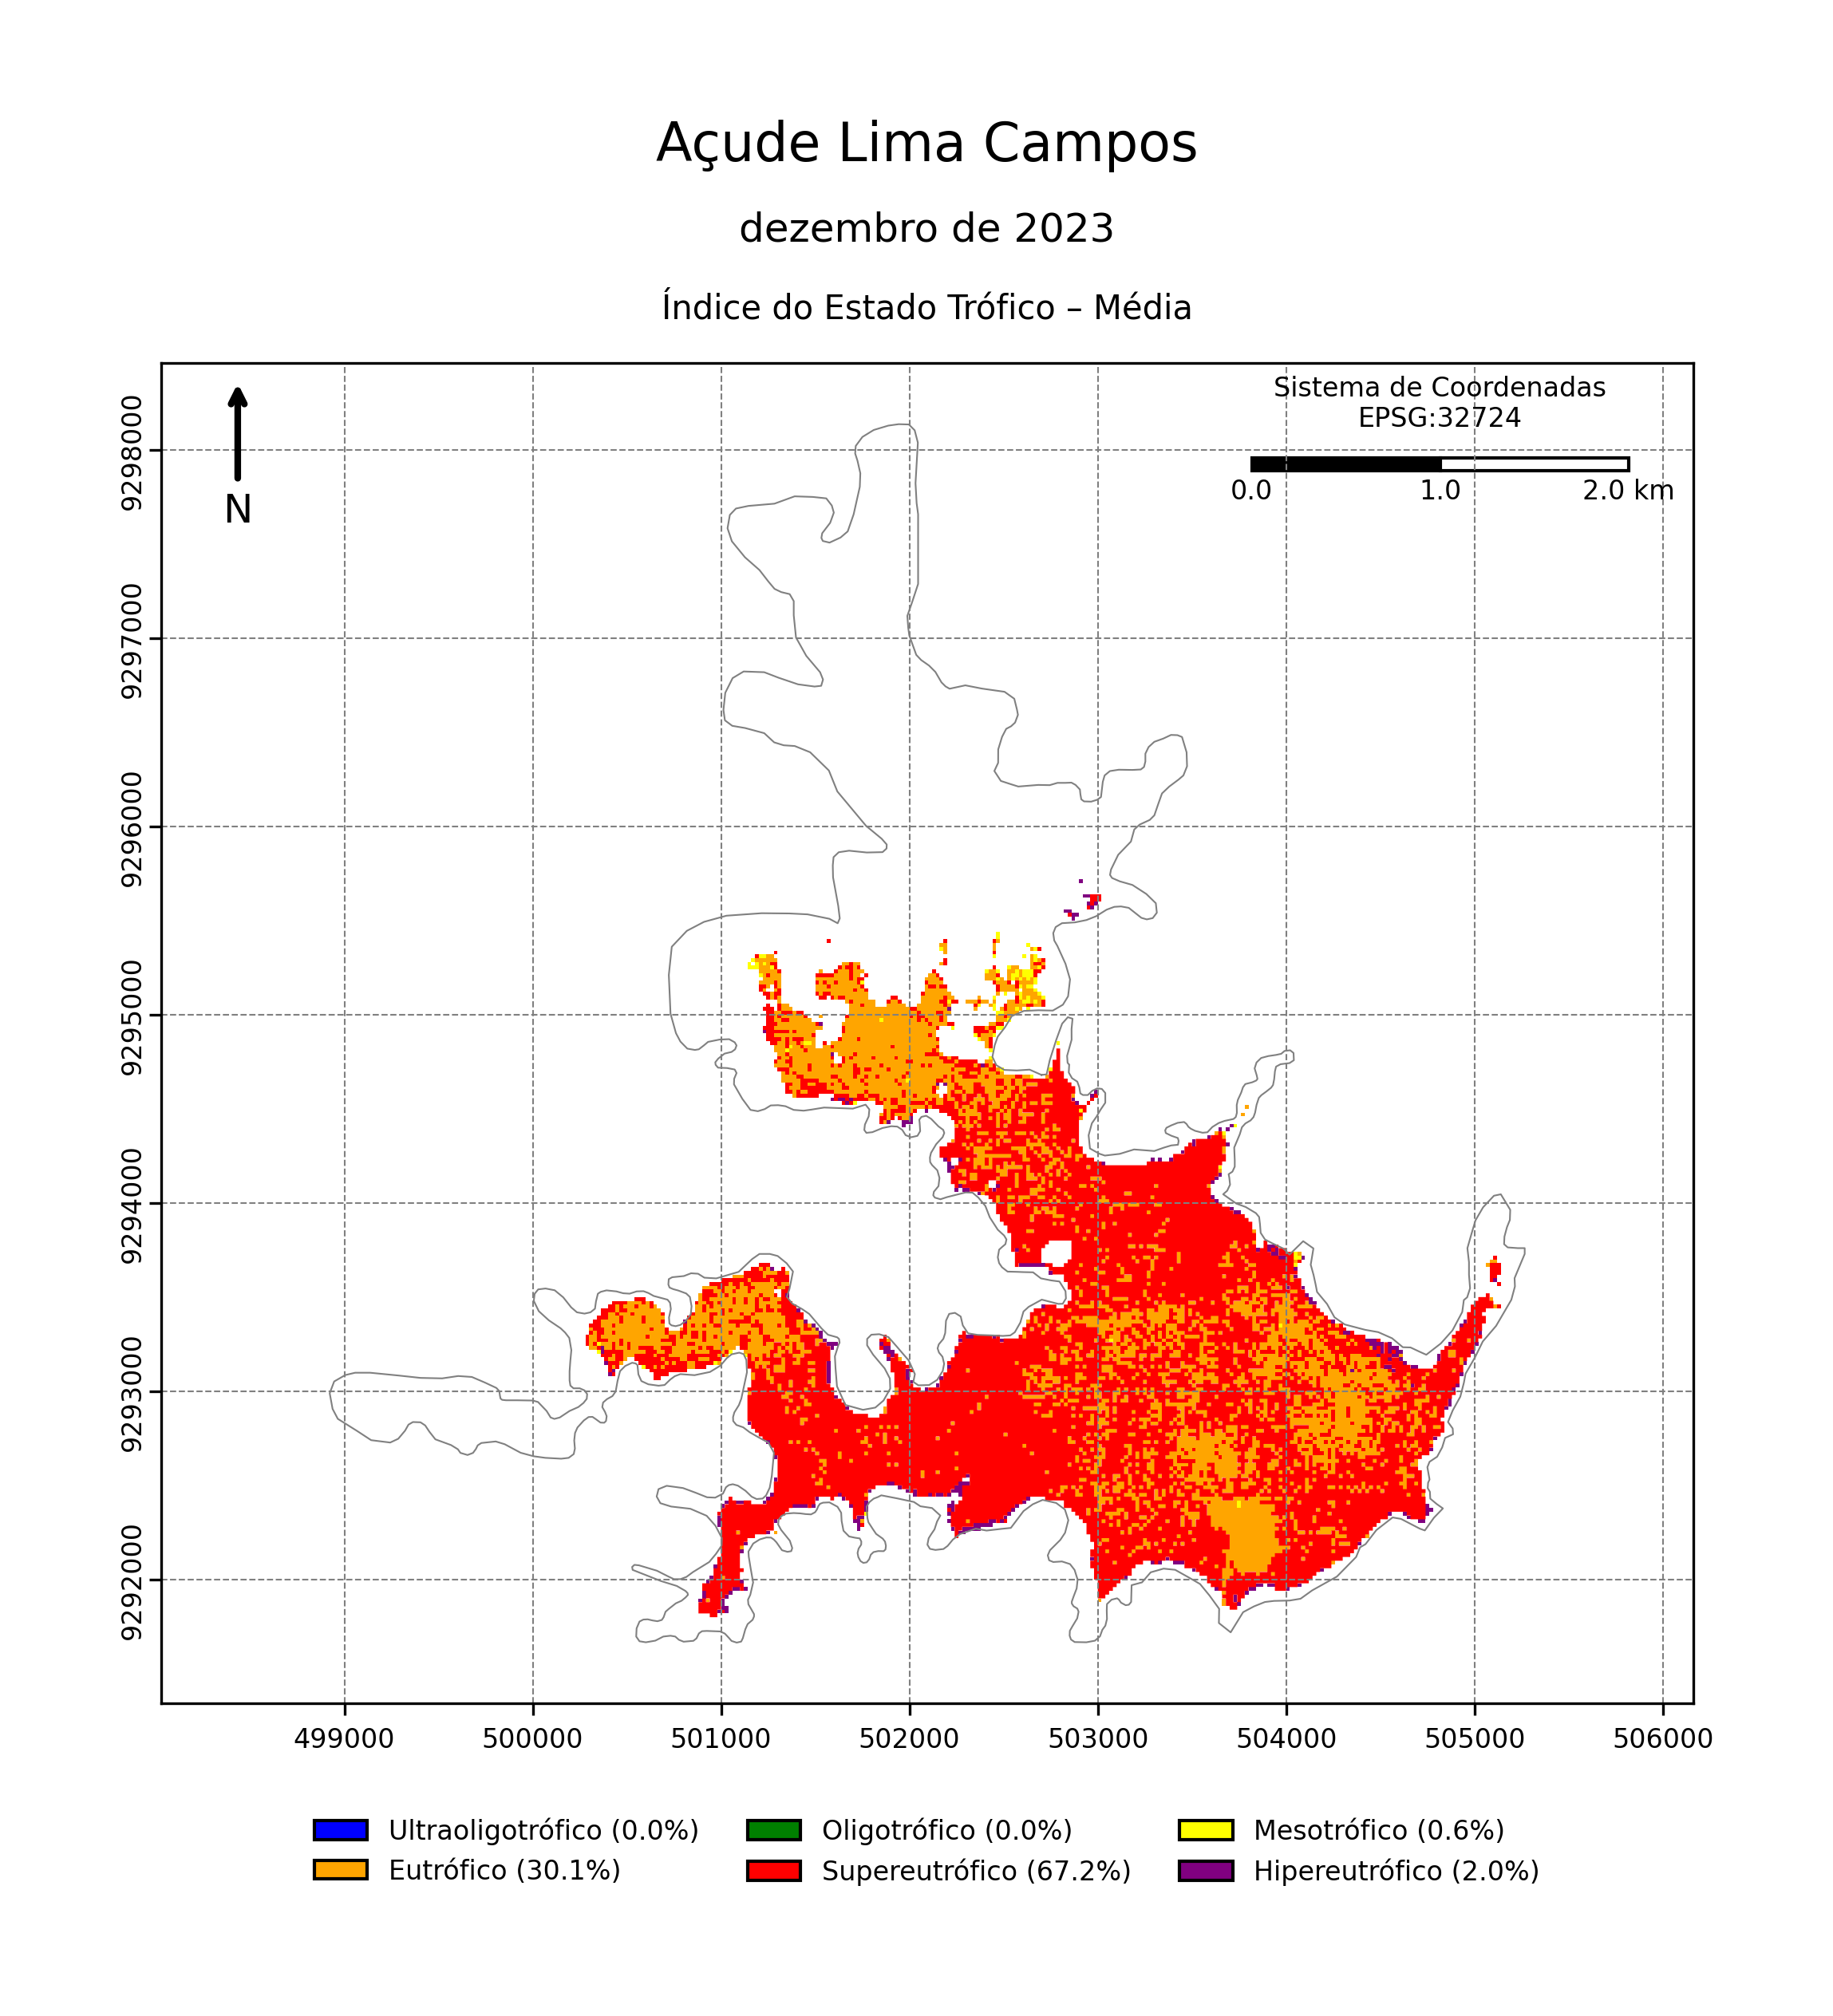 Açude Lima Campos
dezembro de 2023
Índice do Estado Trófico – Média
Sistema de Coordenadas
EPSG:32724
0.0 1.0 2.0 km
N
9298000
9297000
9296000
9295000
9294000
9293000
9292000
499000 500000 501000 502000 503000 504000 505000 506000
Ultraoligotrófico (0.0%) Oligotrófico (0.0%) Mesotrófico (0.6%)
Eutrófico (30.1%) Supereutrófico (67.2%) Hipereutrófico (2.0%)